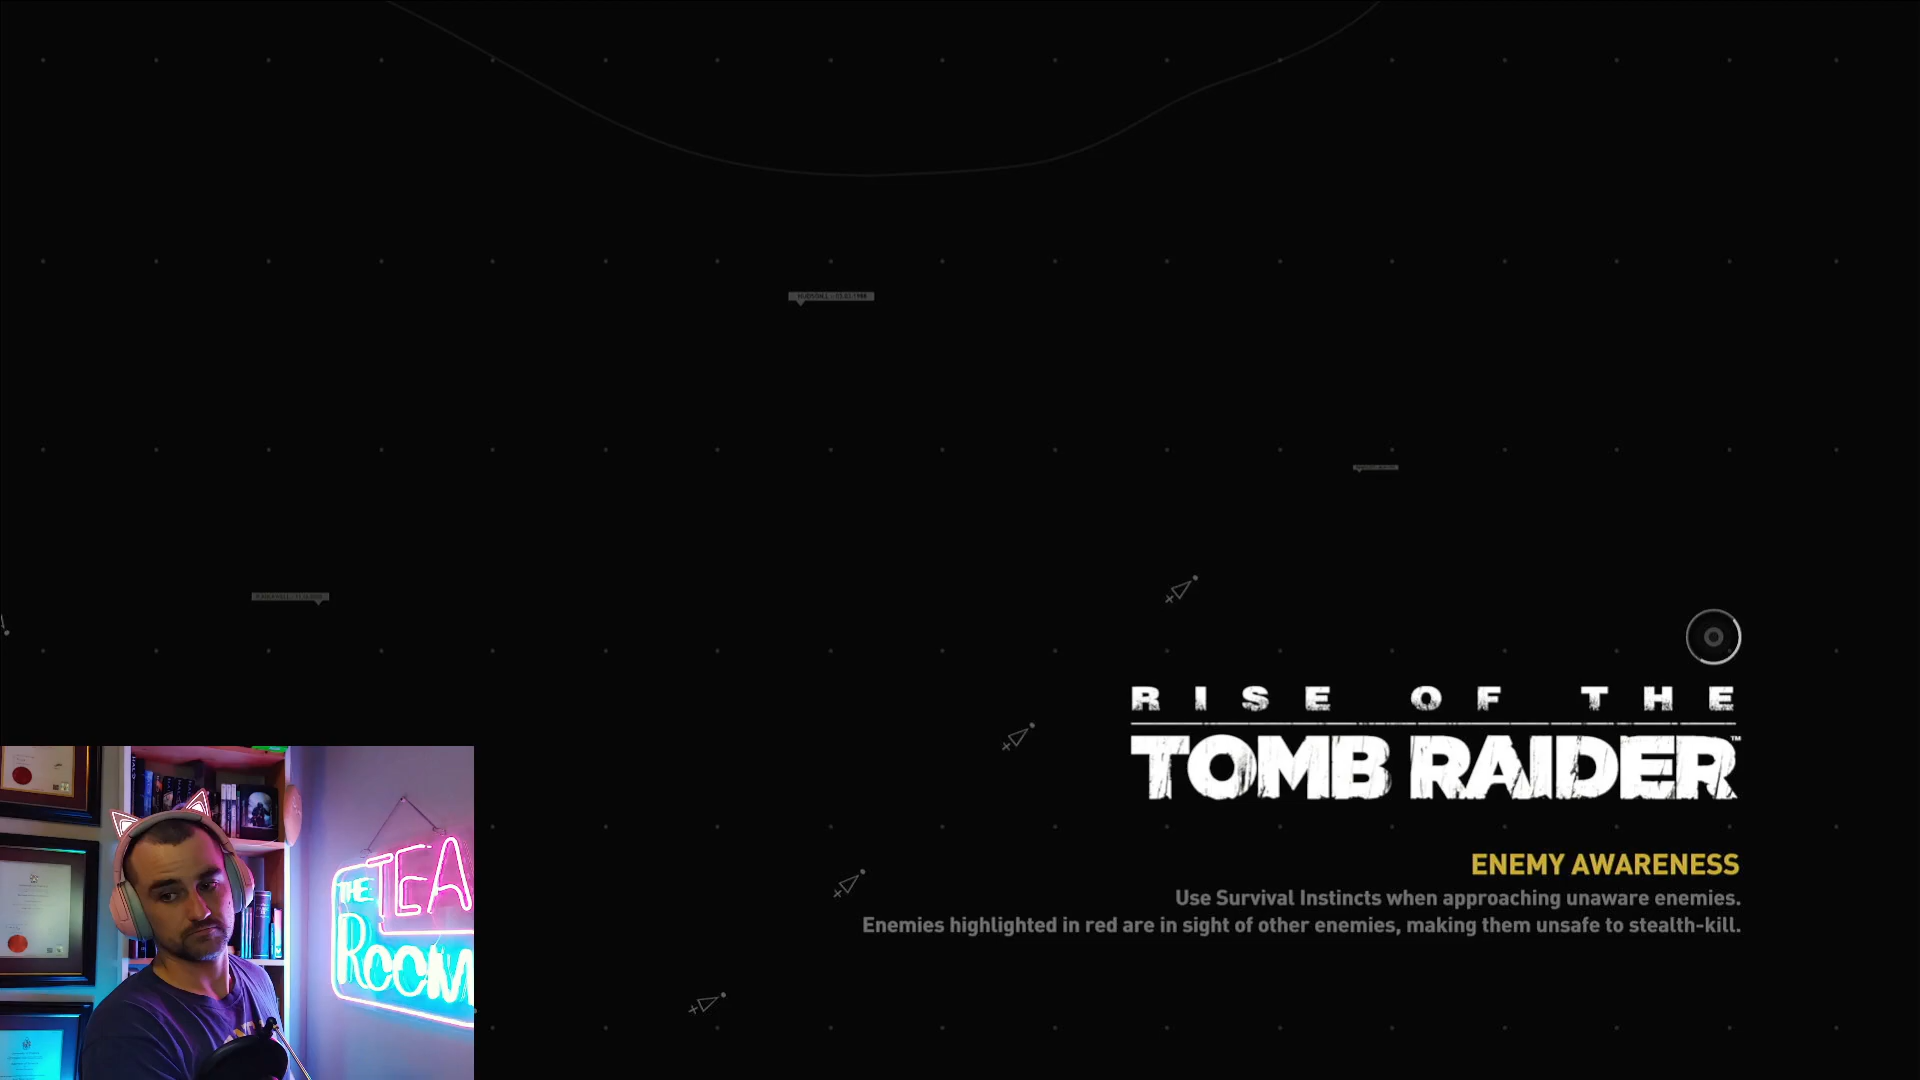 RISE OF THE
TOMB RAIDER™
ENEMY AWARENESS
Use Survival Instincts when approaching unaware enemies.
Enemies highlighted in red are in sight of other enemies, making them unsafe to stealth-kill.
THE TEA
ROOM